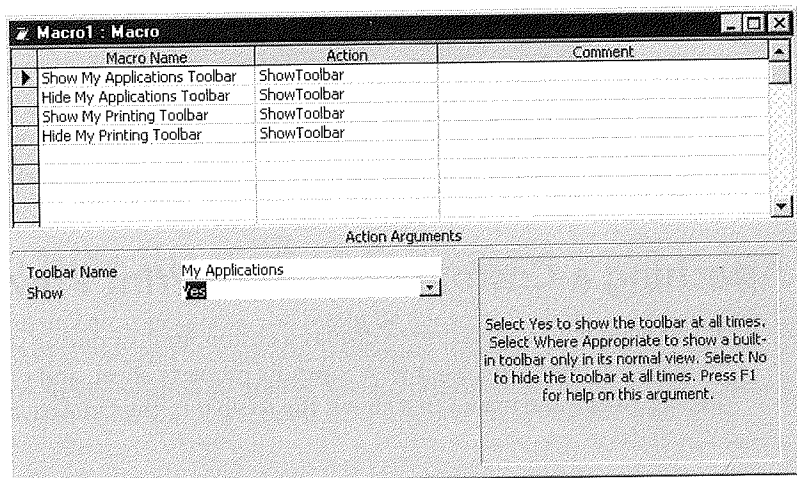 Macro1 : Macro
Macro Name Action Comment
Show My Applications Toolbar ShowToolbar
Hide My Applications Toolbar ShowToolbar
Show My Printing Toolbar ShowToolbar
Hide My Printing Toolbar ShowToolbar
Action Arguments
Toolbar Name My Applications
Show Yes
Select Yes to show the toolbar at all times.
Select Where Appropriate to show a built-
in toolbar only in its normal view. Select No
to hide the toolbar at all times. Press F1
for help on this argument.